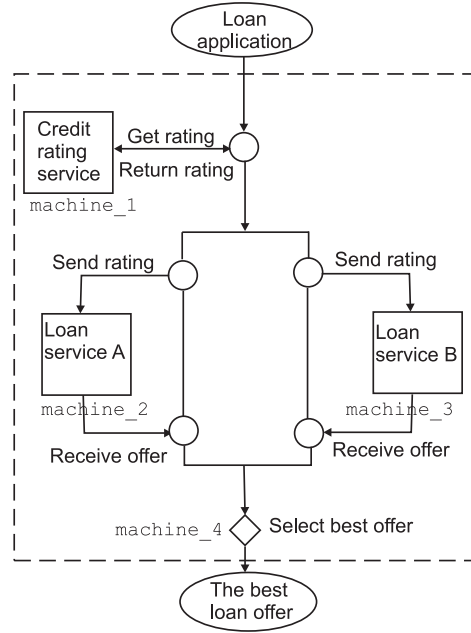 Loan
application
Credit
rating
service
Get rating
Return rating
machine_1
Send rating
Send rating
Loan
service A
Loan
service B
machine_2
machine_3
Receive offer
Receive offer
machine_4
Select best offer
The best
loan offer